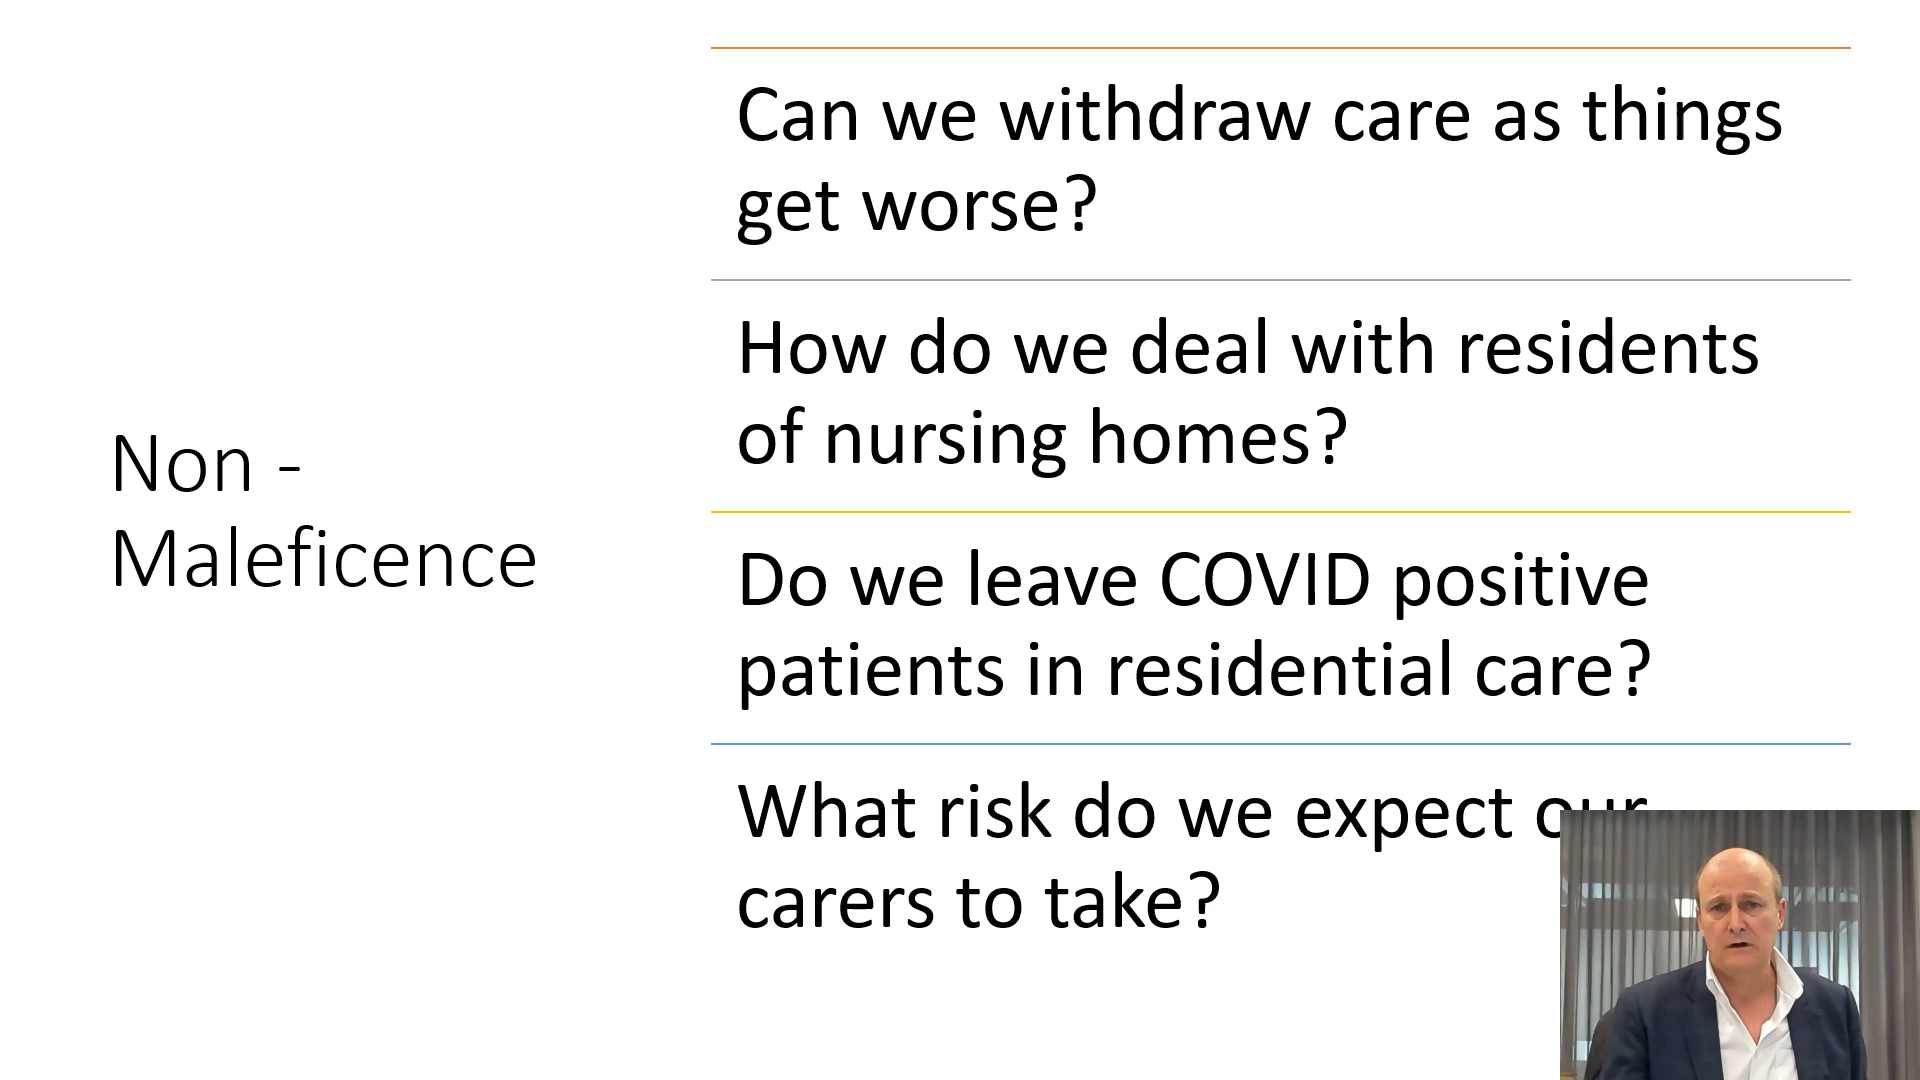 Non -
Maleficence
Can we withdraw care as things
get worse?
How do we deal with residents
of nursing homes?
Do we leave COVID positive
patients in residential care?
What risk do we expect our
carers to take?